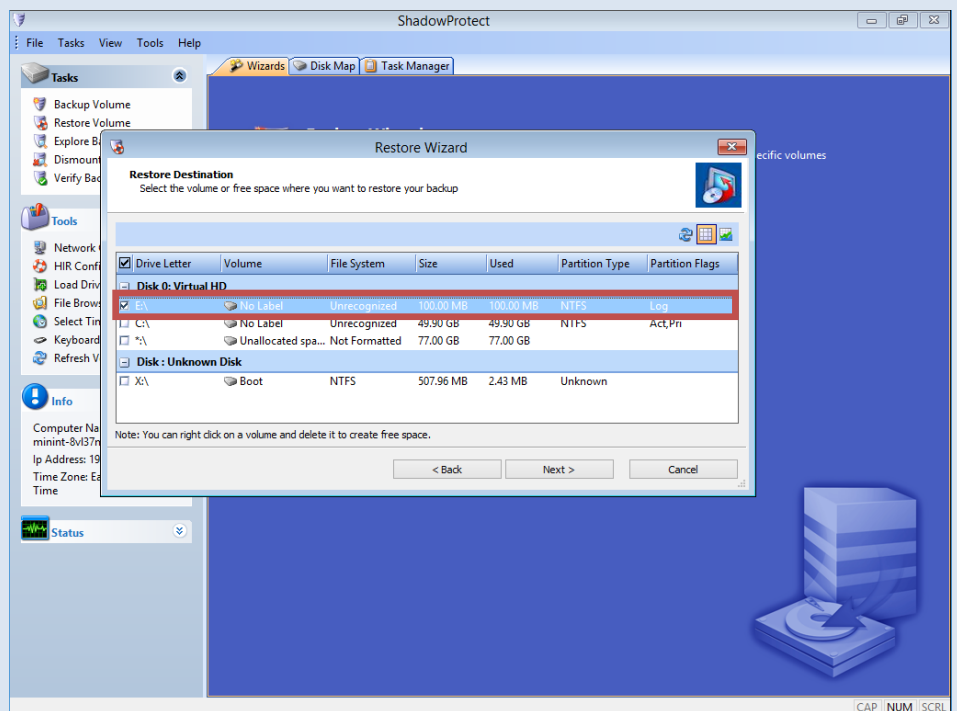 ShadowProtect
File Tasks View Tools Help
Wizards Disk Map Task Manager
Tasks
Backup Volume
Restore Volume
Explore
Dismount
Verify
ecific volumes
Restore Wizard
Restore Destination
Select the volume or free space where you want to restore your backup
Drive Letter Volume File System Size Used Partition Type Partition Flags
Disk 0: Virtual HD
E:\ No Label Unrecognized 100.00 MB 100.00 MB NTFS Log
C:\ No Label Unrecognized 49.90 GB 49.90 GB NTFS Act,Pri
*:\ Unallocated spa... Not Formatted 77.00 GB 77.00 GB
Disk : Unknown Disk
X:\ Boot NTFS 507.96 MB 2.43 MB Unknown
Note: You can right click on a volume and delete it to create free space.
< Back Next > Cancel
Tools
Network
HIR Confi
Load Driv
File Brows
Select Tin
Keyboard
Refresh V
Info
Computer Na
minint-8vl37n
Ip Address: 19
Time Zone: Ea
Time
Status
CAP NUM SCRL